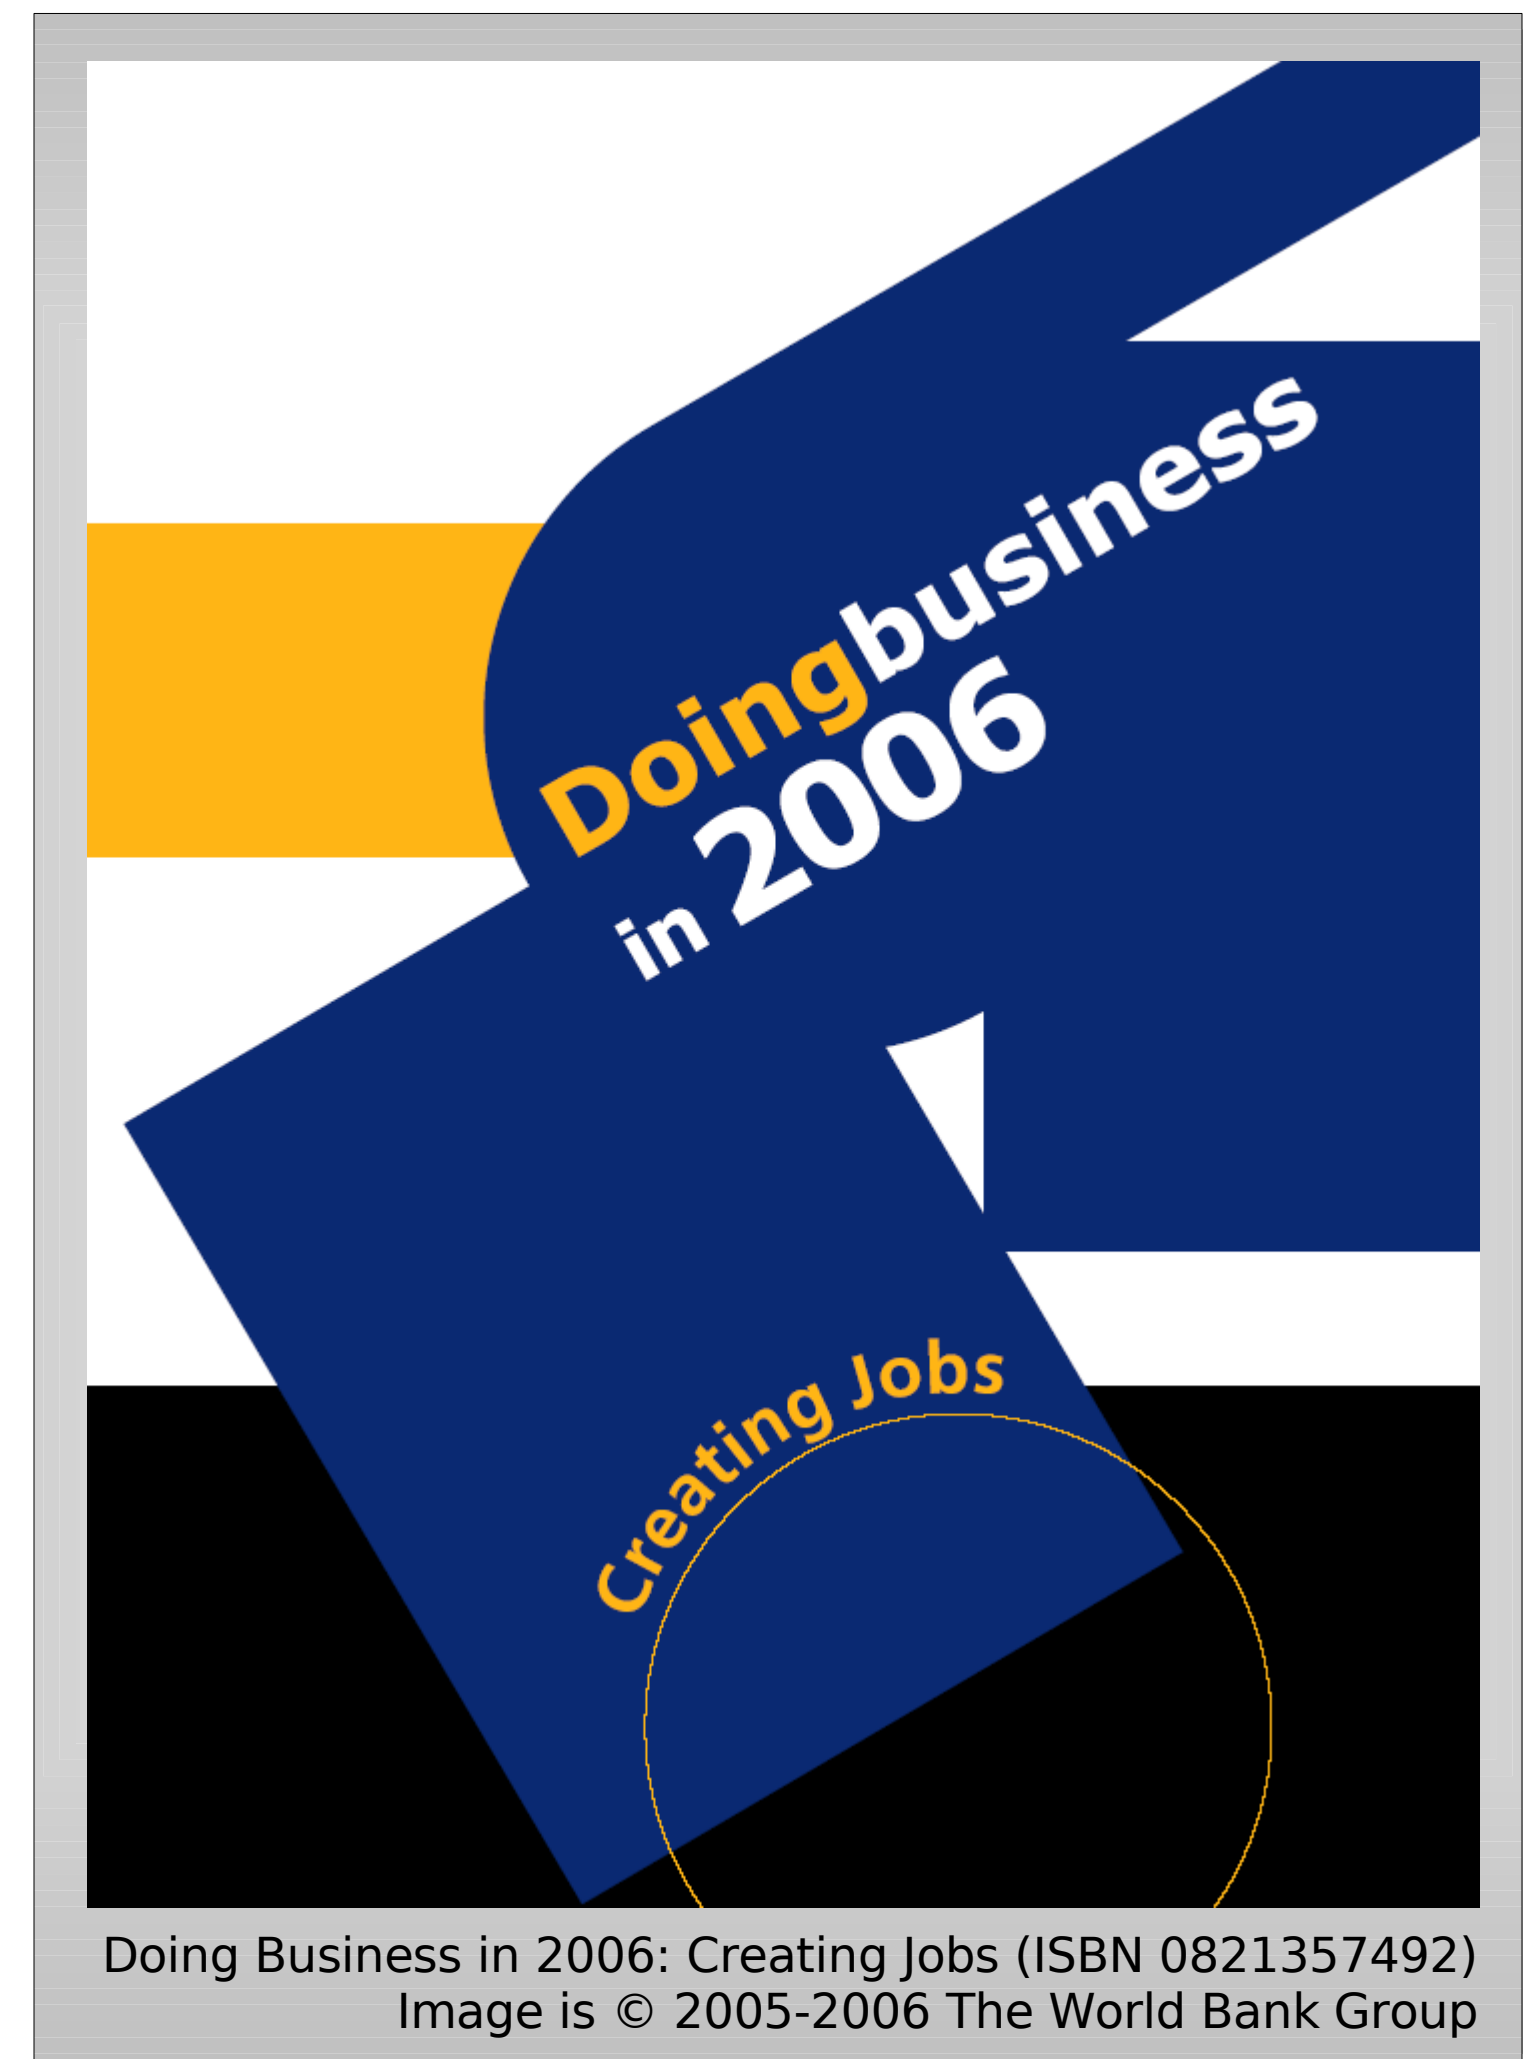 Doingbusiness
in 2006
Creating Jobs
Doing Business in 2006: Creating Jobs (ISBN 0821357492)
Image is © 2005-2006 The World Bank Group